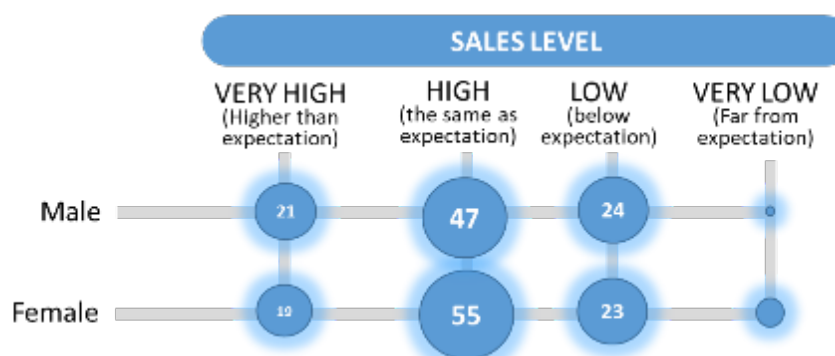 SALES LEVEL
VERY HIGH
(Higher than
expectation)
HIGH
(the same as
expectation)
LOW
(below
expectation)
VERY LOW
(Far from
expectation)
Male
21
47
24
Female
19
55
23